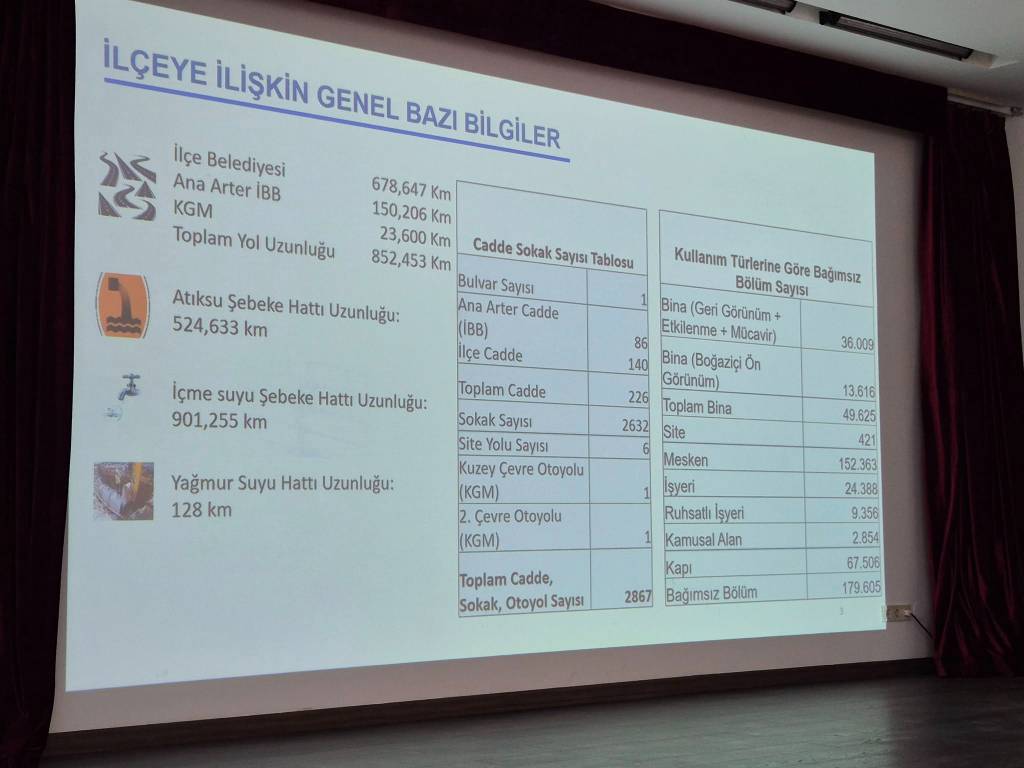 İLÇEYE İLİŞKİN GENEL BAZI BİLGİLER
İlçe Belediyesi 678,647 Km
Ana Arter İBB 150,206 Km
KGM 23,600 Km
Toplam Yol Uzunluğu 852,453 Km
Atıksu Şebeke Hattı Uzunluğu:
524,633 km
İçme suyu Şebeke Hattı Uzunluğu:
901,255 km
Yağmur Suyu Hattı Uzunluğu:
128 km
Cadde Sokak Sayısı Tablosu
Bulvar Sayısı 1
Ana Arter Cadde
(İBB) 86
İlçe Cadde 140
Toplam Cadde 226
Sokak Sayısı 2632
Site Yolu Sayısı 6
Kuzey Çevre Otoyolu
(KGM) 1
2. Çevre Otoyolu
(KGM) 1
Toplam Cadde,
Sokak, Otoyol Sayısı 2867
Kullanım Türlerine Göre Bağımsız
Bölüm Sayısı
Bina (Geri Görünüm +
Etkilenme + Mücavir) 36.009
Bina (Boğaziçi Ön
Görünüm) 13.616
Toplam Bina 49.625
Site 421
Mesken 152.363
İşyeri 24.388
Ruhsatlı İşyeri 9.356
Kamusal Alan 2.854
Kapı 67.506
Bağımsız Bölüm 179.605
3